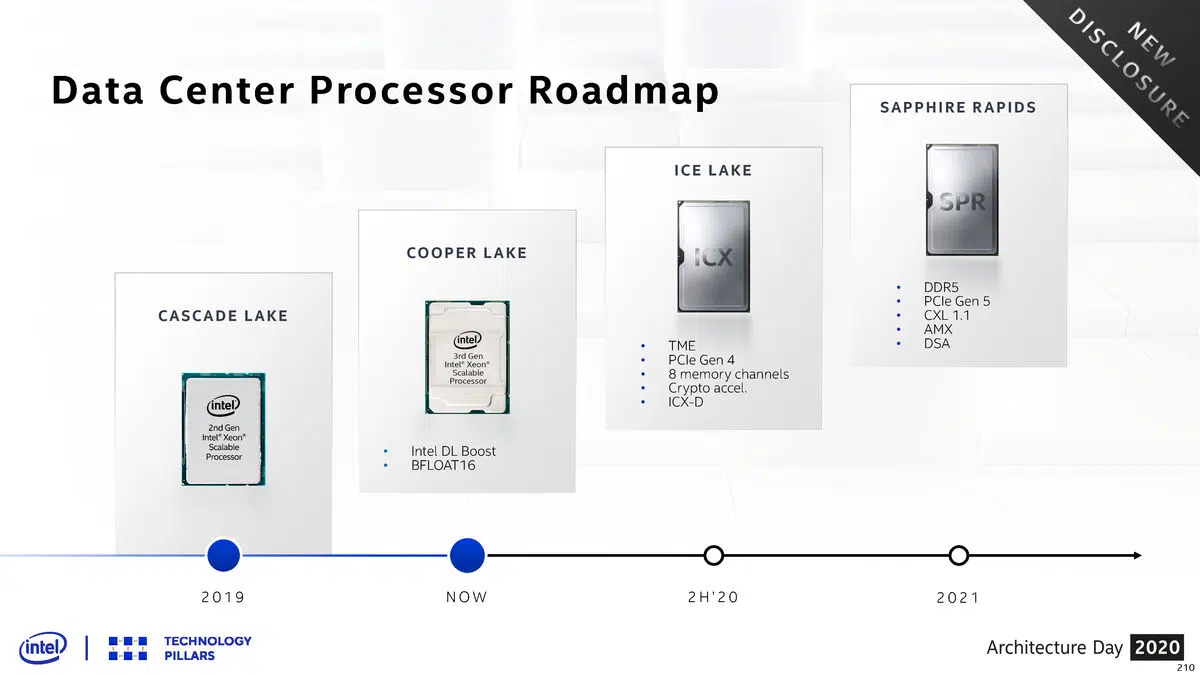 NEW
DISCLOSURE
Data Center Processor Roadmap
CASCADE LAKE
intel
2nd Gen
Intel® Xeon®
Scalable
Processor
COOPER LAKE
intel
3rd Gen
Intel® Xeon®
Scalable
Processor
• Intel DL Boost
• BFLOAT16
ICE LAKE
ICX
• TME
• PCIe Gen 4
• 8 memory channels
• Crypto accel.
• ICX-D
SAPPHIRE RAPIDS
SPR
• DDR5
• PCIe Gen 5
• CXL 1.1
• AMX
• DSA
2019
NOW
2H'20
2021
intel
TECHNOLOGY
PILLARS
Architecture Day 2020
210